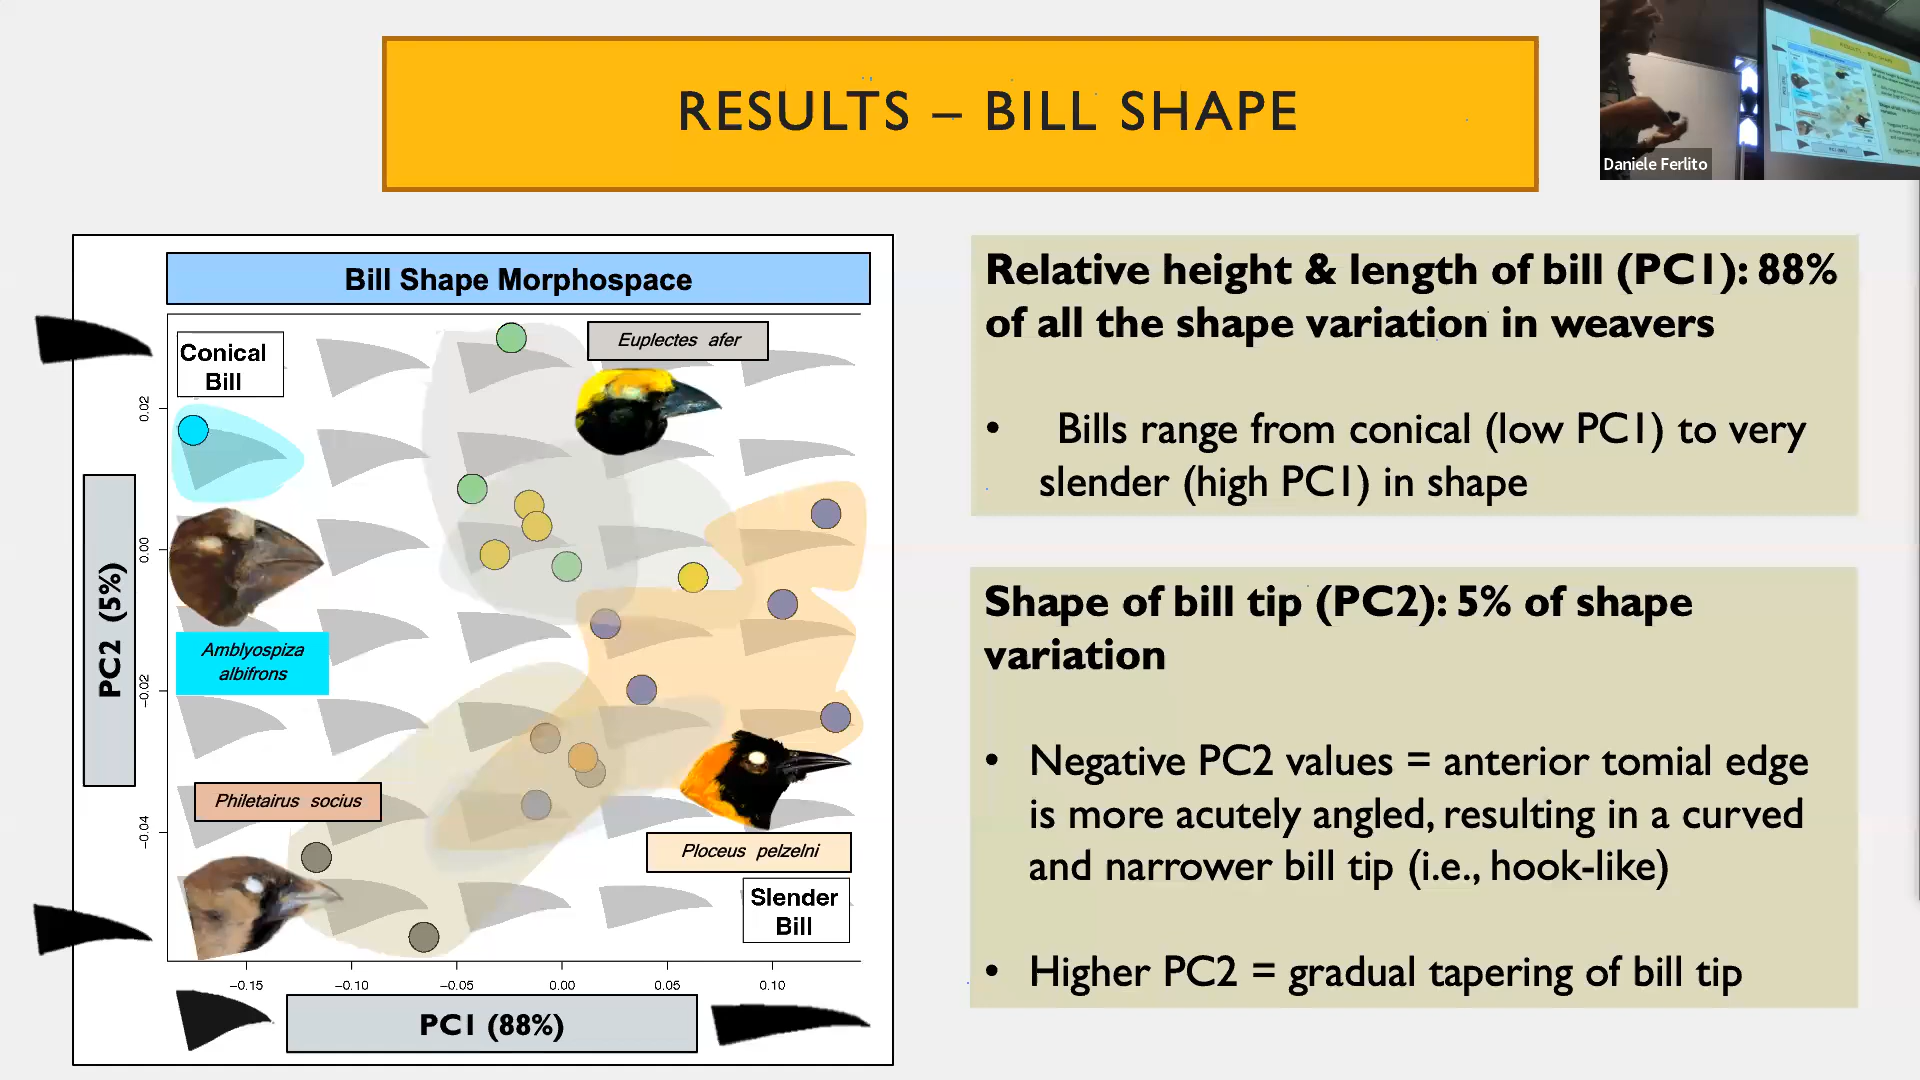 RESULTS – BILL SHAPE
Daniele Ferlito
Bill Shape Morphospace
Conical
Bill
Euplectes afer
Amblyospiza
albifrons
Philetairus socius
Ploceus pelzelni
Slender
Bill
PC2 (5%)
0.02
0.00
−0.02
−0.04
−0.15
−0.10
−0.05
0.00
0.05
0.10
PC1 (88%)
Relative height & length of bill (PC1): 88%
of all the shape variation in weavers
• Bills range from conical (low PC1) to very
slender (high PC1) in shape
Shape of bill tip (PC2): 5% of shape
variation
• Negative PC2 values = anterior tomial edge
is more acutely angled, resulting in a curved
and narrower bill tip (i.e., hook-like)
• Higher PC2 = gradual tapering of bill tip